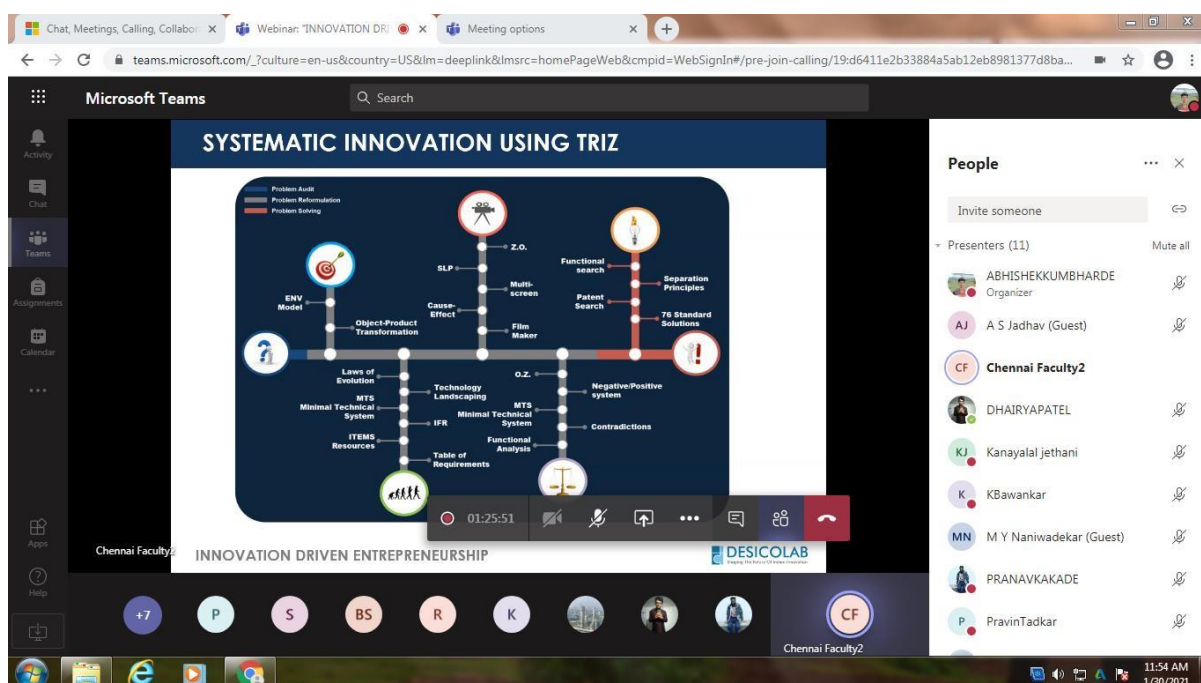 Chat, Meetings, Calling, Collabor
Webinar: "INNOVATION DRI
Meeting options
teams.microsoft.com/_?culture=en-us&country=US&lm=deeplink&lmsrc=homePageWeb&cmpid=WebSignIn#/pre-join-calling/19:d6411e2b33884a5ab12eb8981377d8ba...
Microsoft Teams
Search
Activity
Chat
Teams
Assignments
Calendar
Apps
Help
SYSTEMATIC INNOVATION USING TRIZ
Problem Audit
Problem Reformulation
Problem Solving
ENV
Model
Object-Product
Transformation
Z.O.
SLP
Multi-
screen
Cause-
Effect
Film
Maker
Functional
search
Separation
Principles
Patent
Search
76 Standard
Solutions
Laws of
Evolution
Technology
Landscaping
MTS
Minimal Technical
System
IFR
ITEMS
Resources
Table of
Requirements
O.Z.
Negative/Positive
system
MTS
Minimal Technical
System
Contradictions
Functional
Analysis
01:25:51
Chennai Faculty2
INNOVATION DRIVEN ENTREPRENEURSHIP
DESICOLAB
+7
P
S
BS
R
K
CF
Chennai Faculty2
People
Invite someone
Presenters (11)
Mute all
ABHISHEKKUMBHARDE
Organizer
AJ
A S Jadhav (Guest)
CF
Chennai Faculty2
DHAIRYAPATEL
KJ
Kanayalal jethani
K
KBawankar
MN
M Y Naniwadekar (Guest)
PRANAVKAKADE
P
PravinTadkar
11:54 AM
1/30/2021